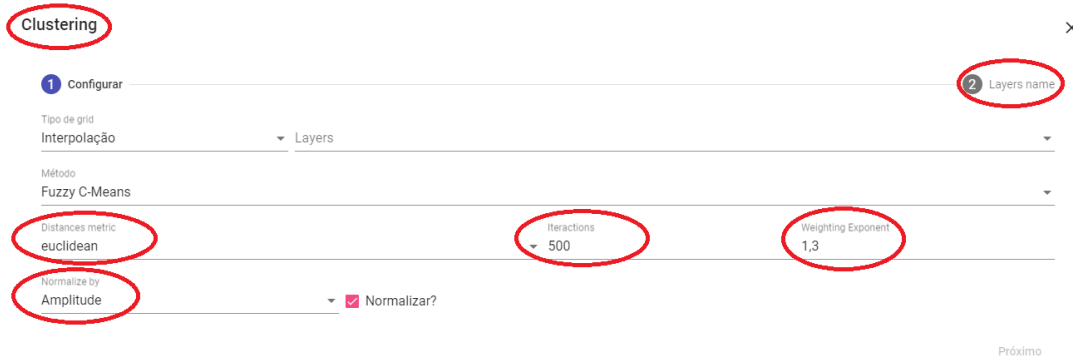 Clustering
1 Configurar 2 Layers name
Tipo de grid
Interpolação Layers
Método
Fuzzy C-Means
Distances metric Iteractions Weighting Exponent
euclidean 500 1,3
Normalize by
Amplitude Normalizar?
Próximo